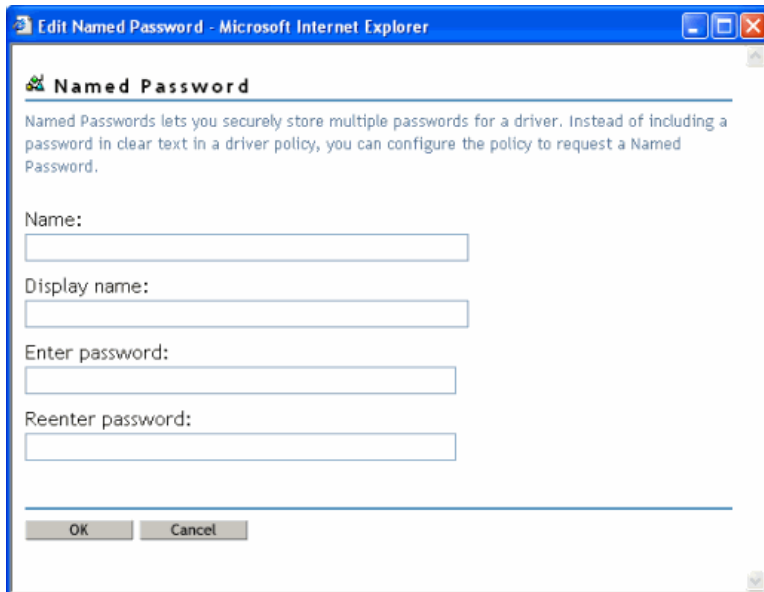 Edit Named Password - Microsoft Internet Explorer
Named Password
Named Passwords lets you securely store multiple passwords for a driver. Instead of including a
password in clear text in a driver policy, you can configure the policy to request a Named
Password.
Name:
Display name:
Enter password:
Reenter password:
OK Cancel